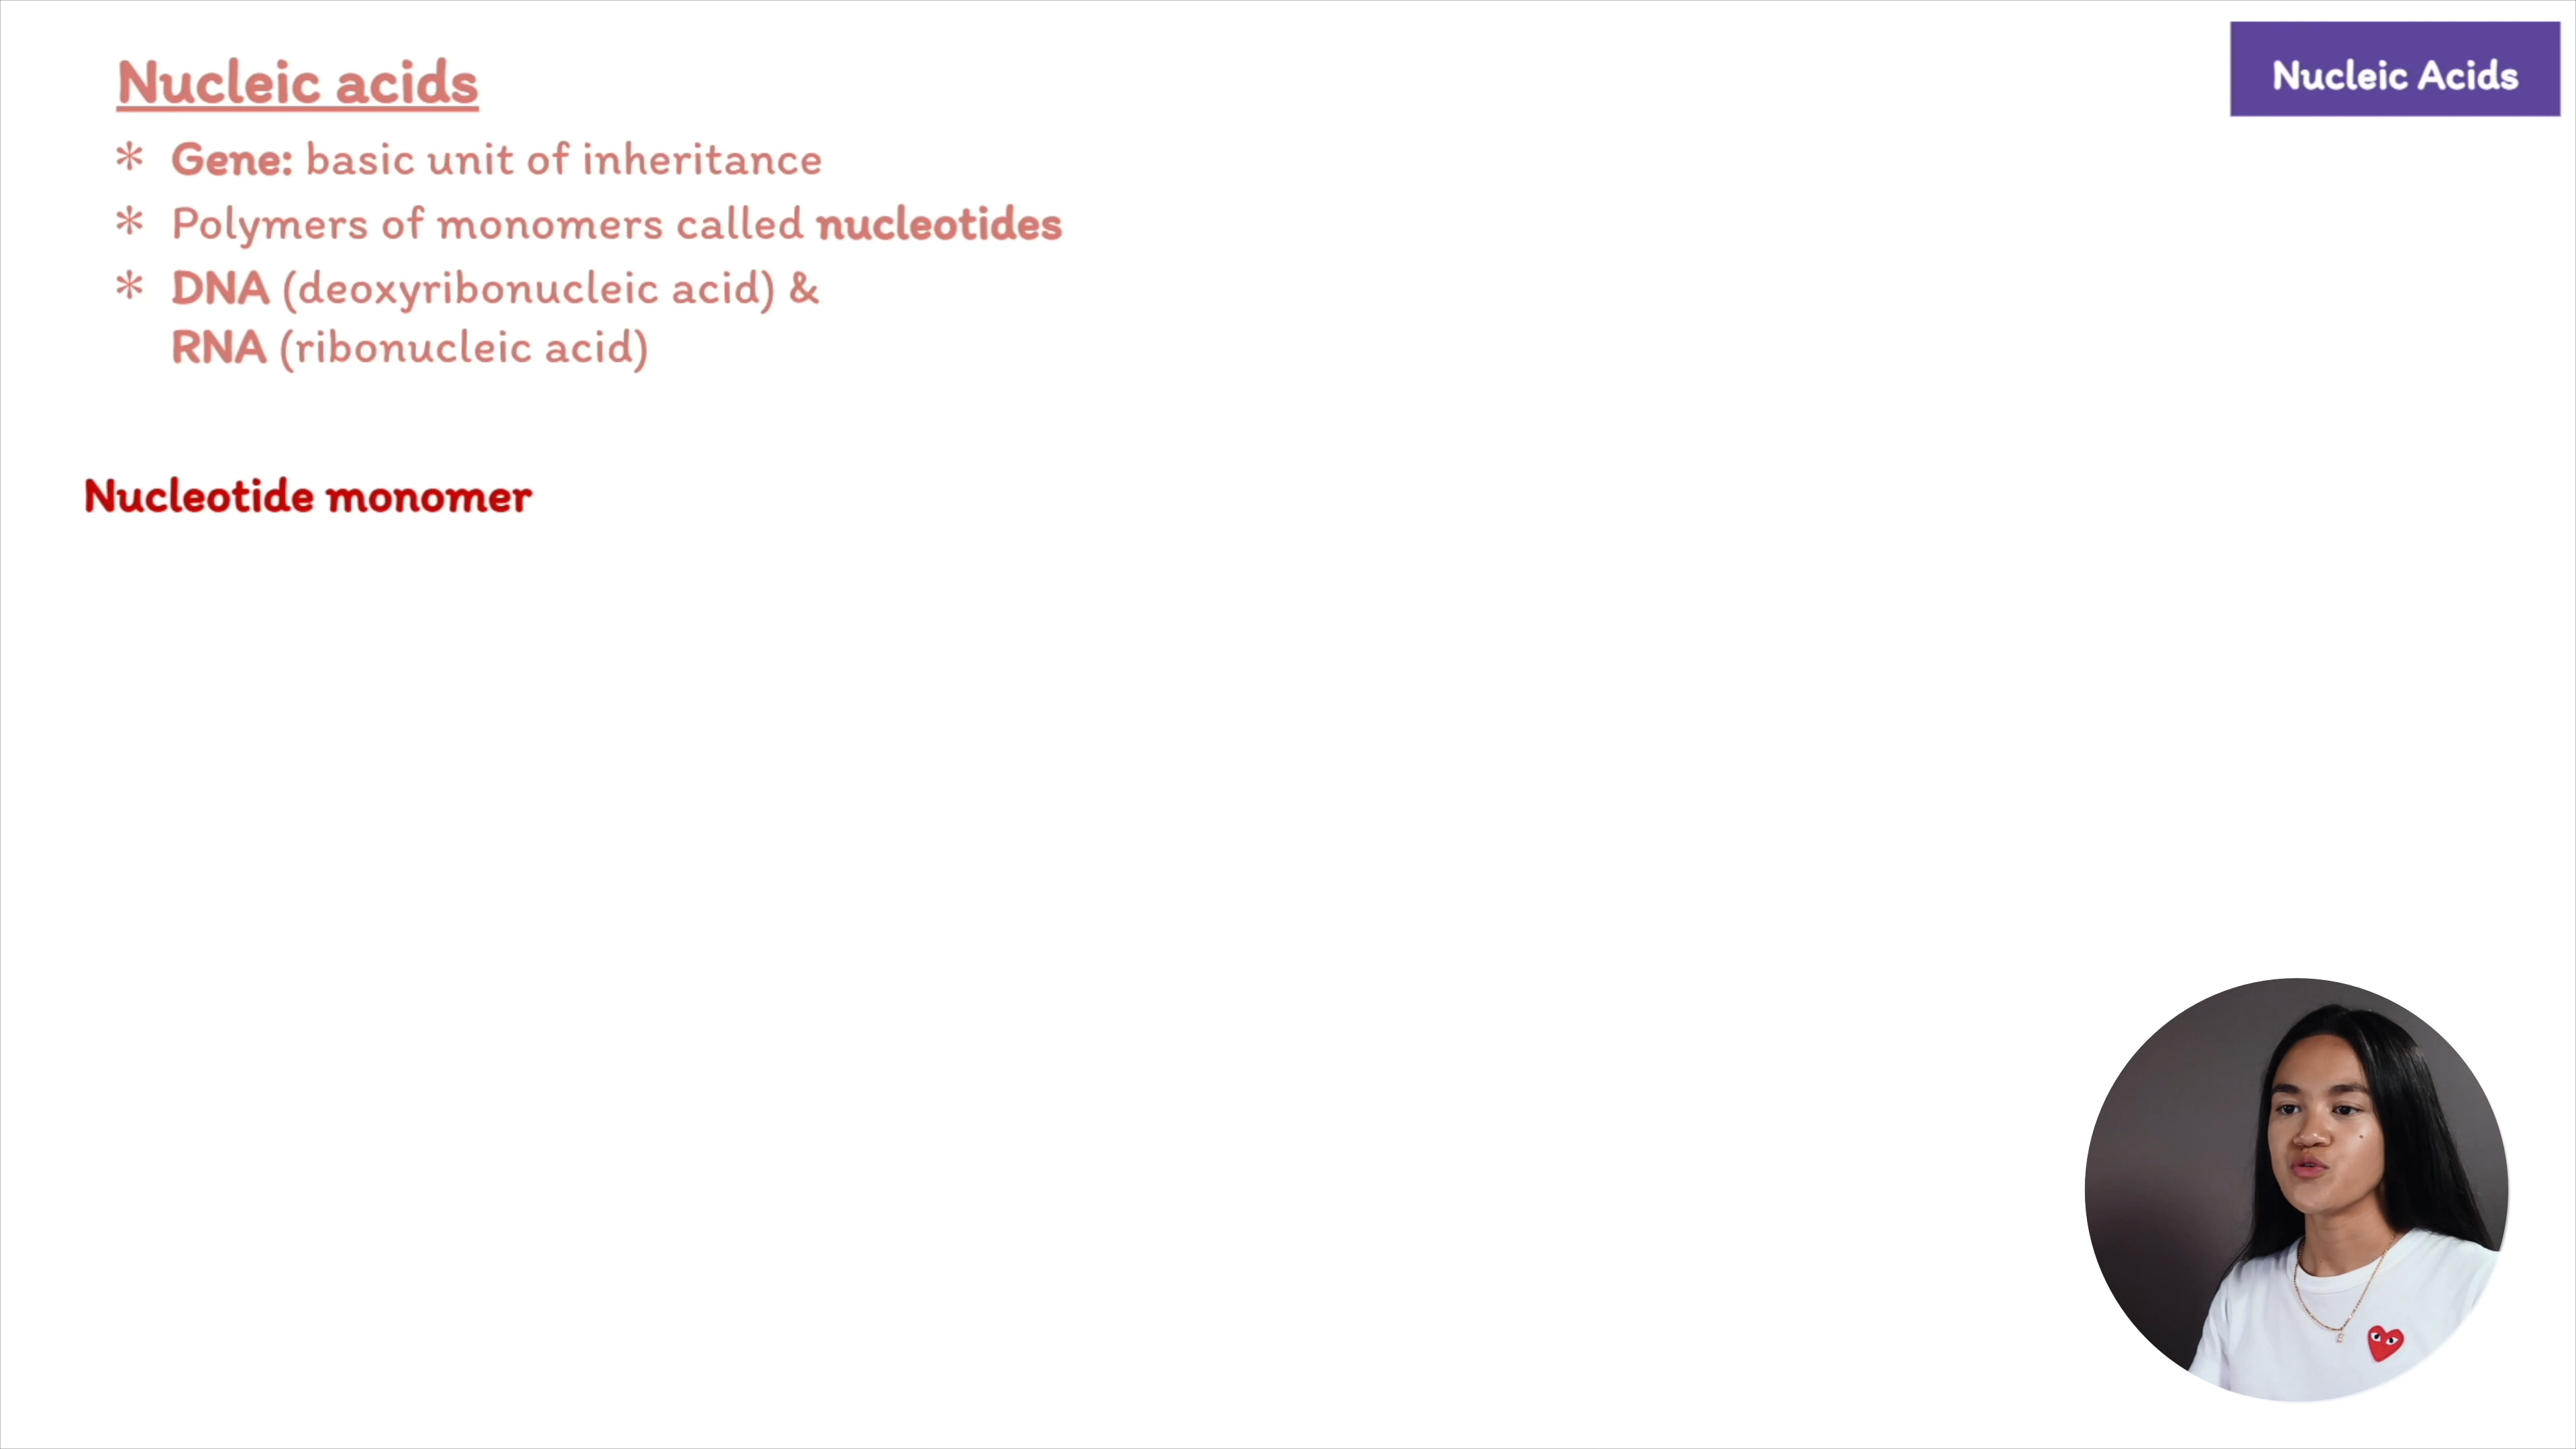 Nucleic acids
Nucleic Acids
* Gene: basic unit of inheritance
* Polymers of monomers called nucleotides
* DNA (deoxyribonucleic acid) &
RNA (ribonucleic acid)
Nucleotide monomer